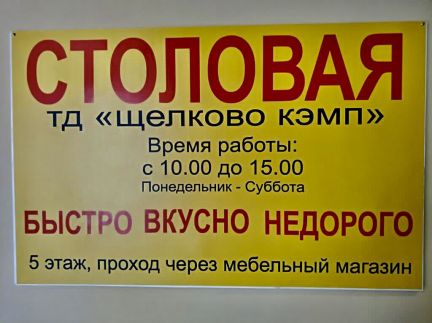 СТОЛОВАЯ
ТД «ЩЕЛКОВО КЭМП»
Время работы:
с 10.00 до 15.00
Понедельник - Суббота
БЫСТРО ВКУСНО НЕДОРОГО
5 этаж, проход через мебельный магазин